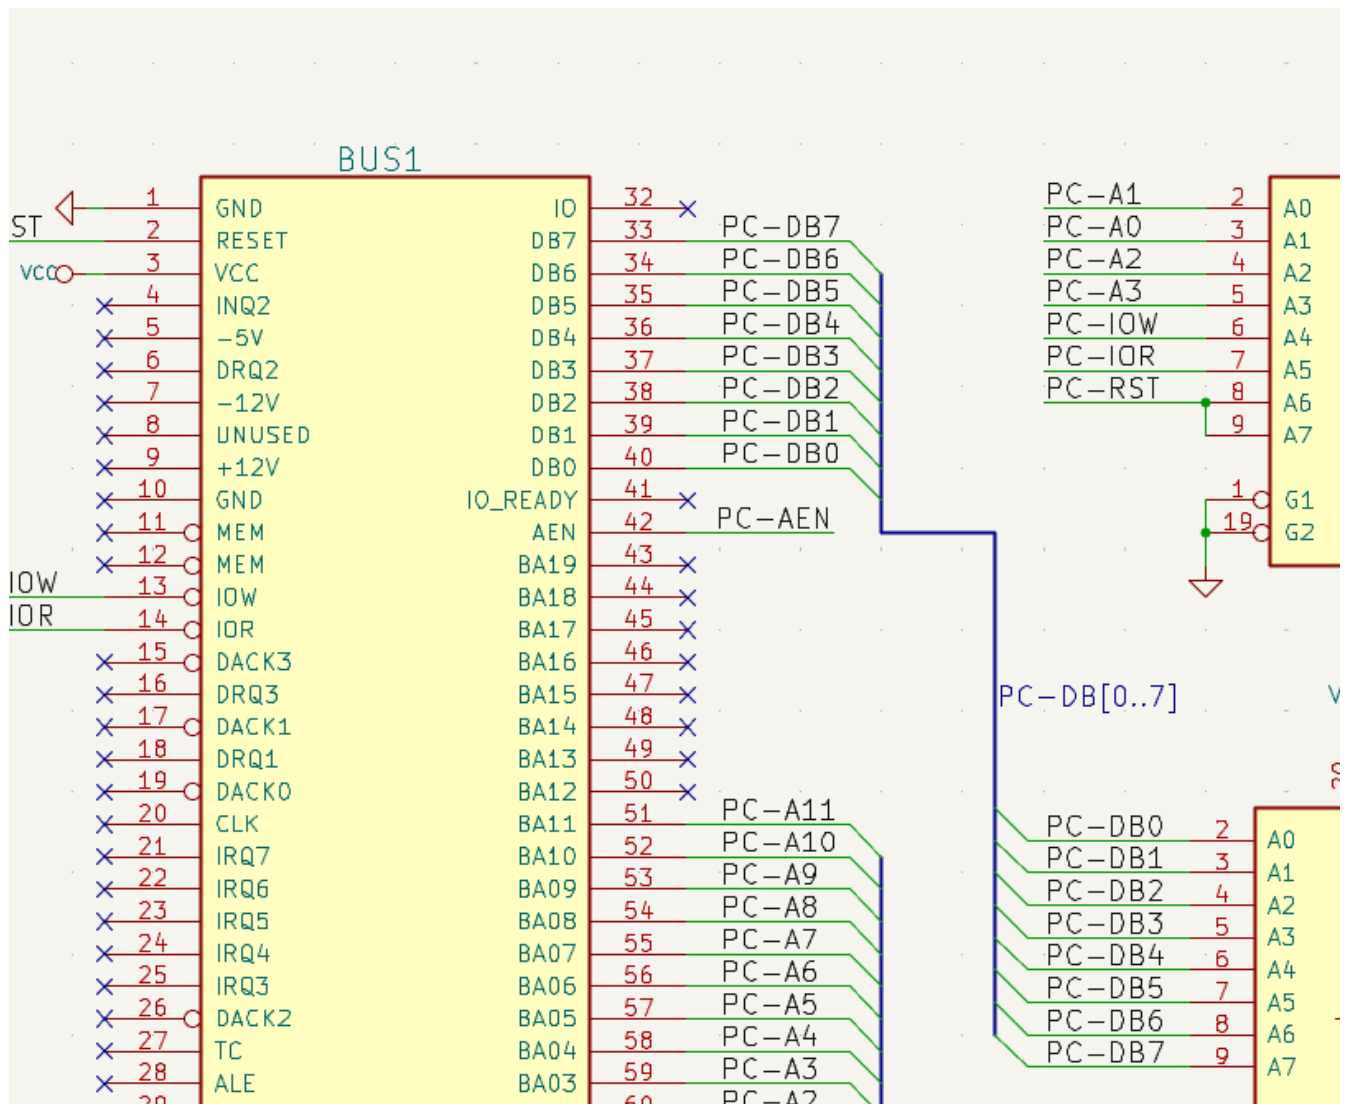 BUS1
1 GND IO 32
ST 2 RESET DB7 33 PC-DB7
VCC 3 VCC DB6 34 PC-DB6
4 INQ2 DB5 35 PC-DB5
5 -5V DB4 36 PC-DB4
6 DRQ2 DB3 37 PC-DB3
7 -12V DB2 38 PC-DB2
8 UNUSED DB1 39 PC-DB1
9 +12V DB0 40 PC-DB0
10 GND IO_READY 41
11 MEM AEN 42 PC-AEN
12 MEM BA19 43
IOW 13 IOW BA18 44
IOR 14 IOR BA17 45
15 DACK3 BA16 46
16 DRQ3 BA15 47
17 DACK1 BA14 48
18 DRQ1 BA13 49
19 DACK0 BA12 50
20 CLK BA11 51 PC-A11
21 IRQ7 BA10 52 PC-A10
22 IRQ6 BA09 53 PC-A9
23 IRQ5 BA08 54 PC-A8
24 IRQ4 BA07 55 PC-A7
25 IRQ3 BA06 56 PC-A6
26 DACK2 BA05 57 PC-A5
27 TC BA04 58 PC-A4
28 ALE BA03 59 PC-A3
PC-A1 2 A0
PC-A0 3 A1
PC-A2 4 A2
PC-A3 5 A3
PC-IOW 6 A4
PC-IOR 7 A5
PC-RST 8 A6
9 A7
1 G1
19 G2
PC-DB[0..7]
PC-DB0 2 A0
PC-DB1 3 A1
PC-DB2 4 A2
PC-DB3 5 A3
PC-DB4 6 A4
PC-DB5 7 A5
PC-DB6 8 A6
PC-DB7 9 A7